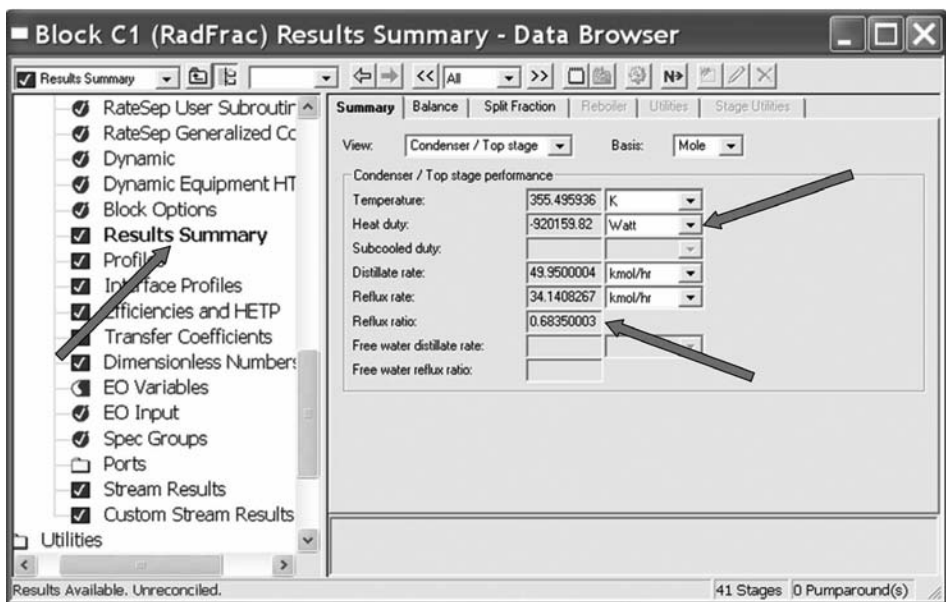 Block C1 (RadFrac) Results Summary - Data Browser
Results Summary All N>
RateSep User Subroutir
RateSep Generalized Cc
Dynamic
Dynamic Equipment HT
Block Options
Results Summary
Profiles
Interface Profiles
Efficiencies and HETP
Transfer Coefficients
Dimensionless Numbers
EO Variables
EO Input
Spec Groups
Ports
Stream Results
Custom Stream Results
Utilities
Summary Balance Split Fraction Reboiler Utilities Stage Utilities
View: Condenser / Top stage Basis: Mole
Condenser / Top stage performance
Temperature: 355.495936 K
Heat duty: -920159.82 Watt
Subcooled duty:
Distillate rate: 49.9500004 kmol/hr
Reflux rate: 34.1408267 kmol/hr
Reflux ratio: 0.68350003
Free water distillate rate:
Free water reflux ratio:
Results Available. Unreconciled. 41 Stages 0 Pumparound(s)